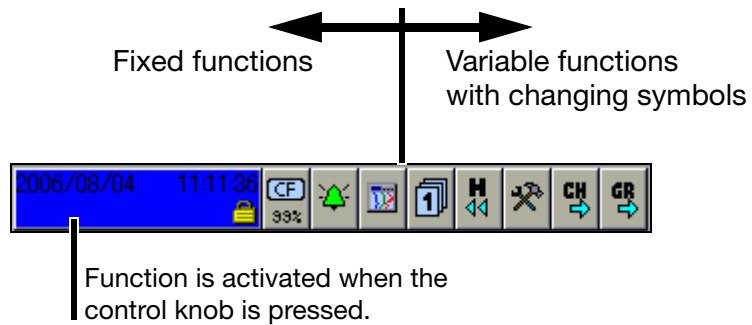 Fixed functions
Variable functions
with changing symbols
2006/08/04 11:11:36
CF
99%
1
H
CH
GR
Function is activated when the
control knob is pressed.